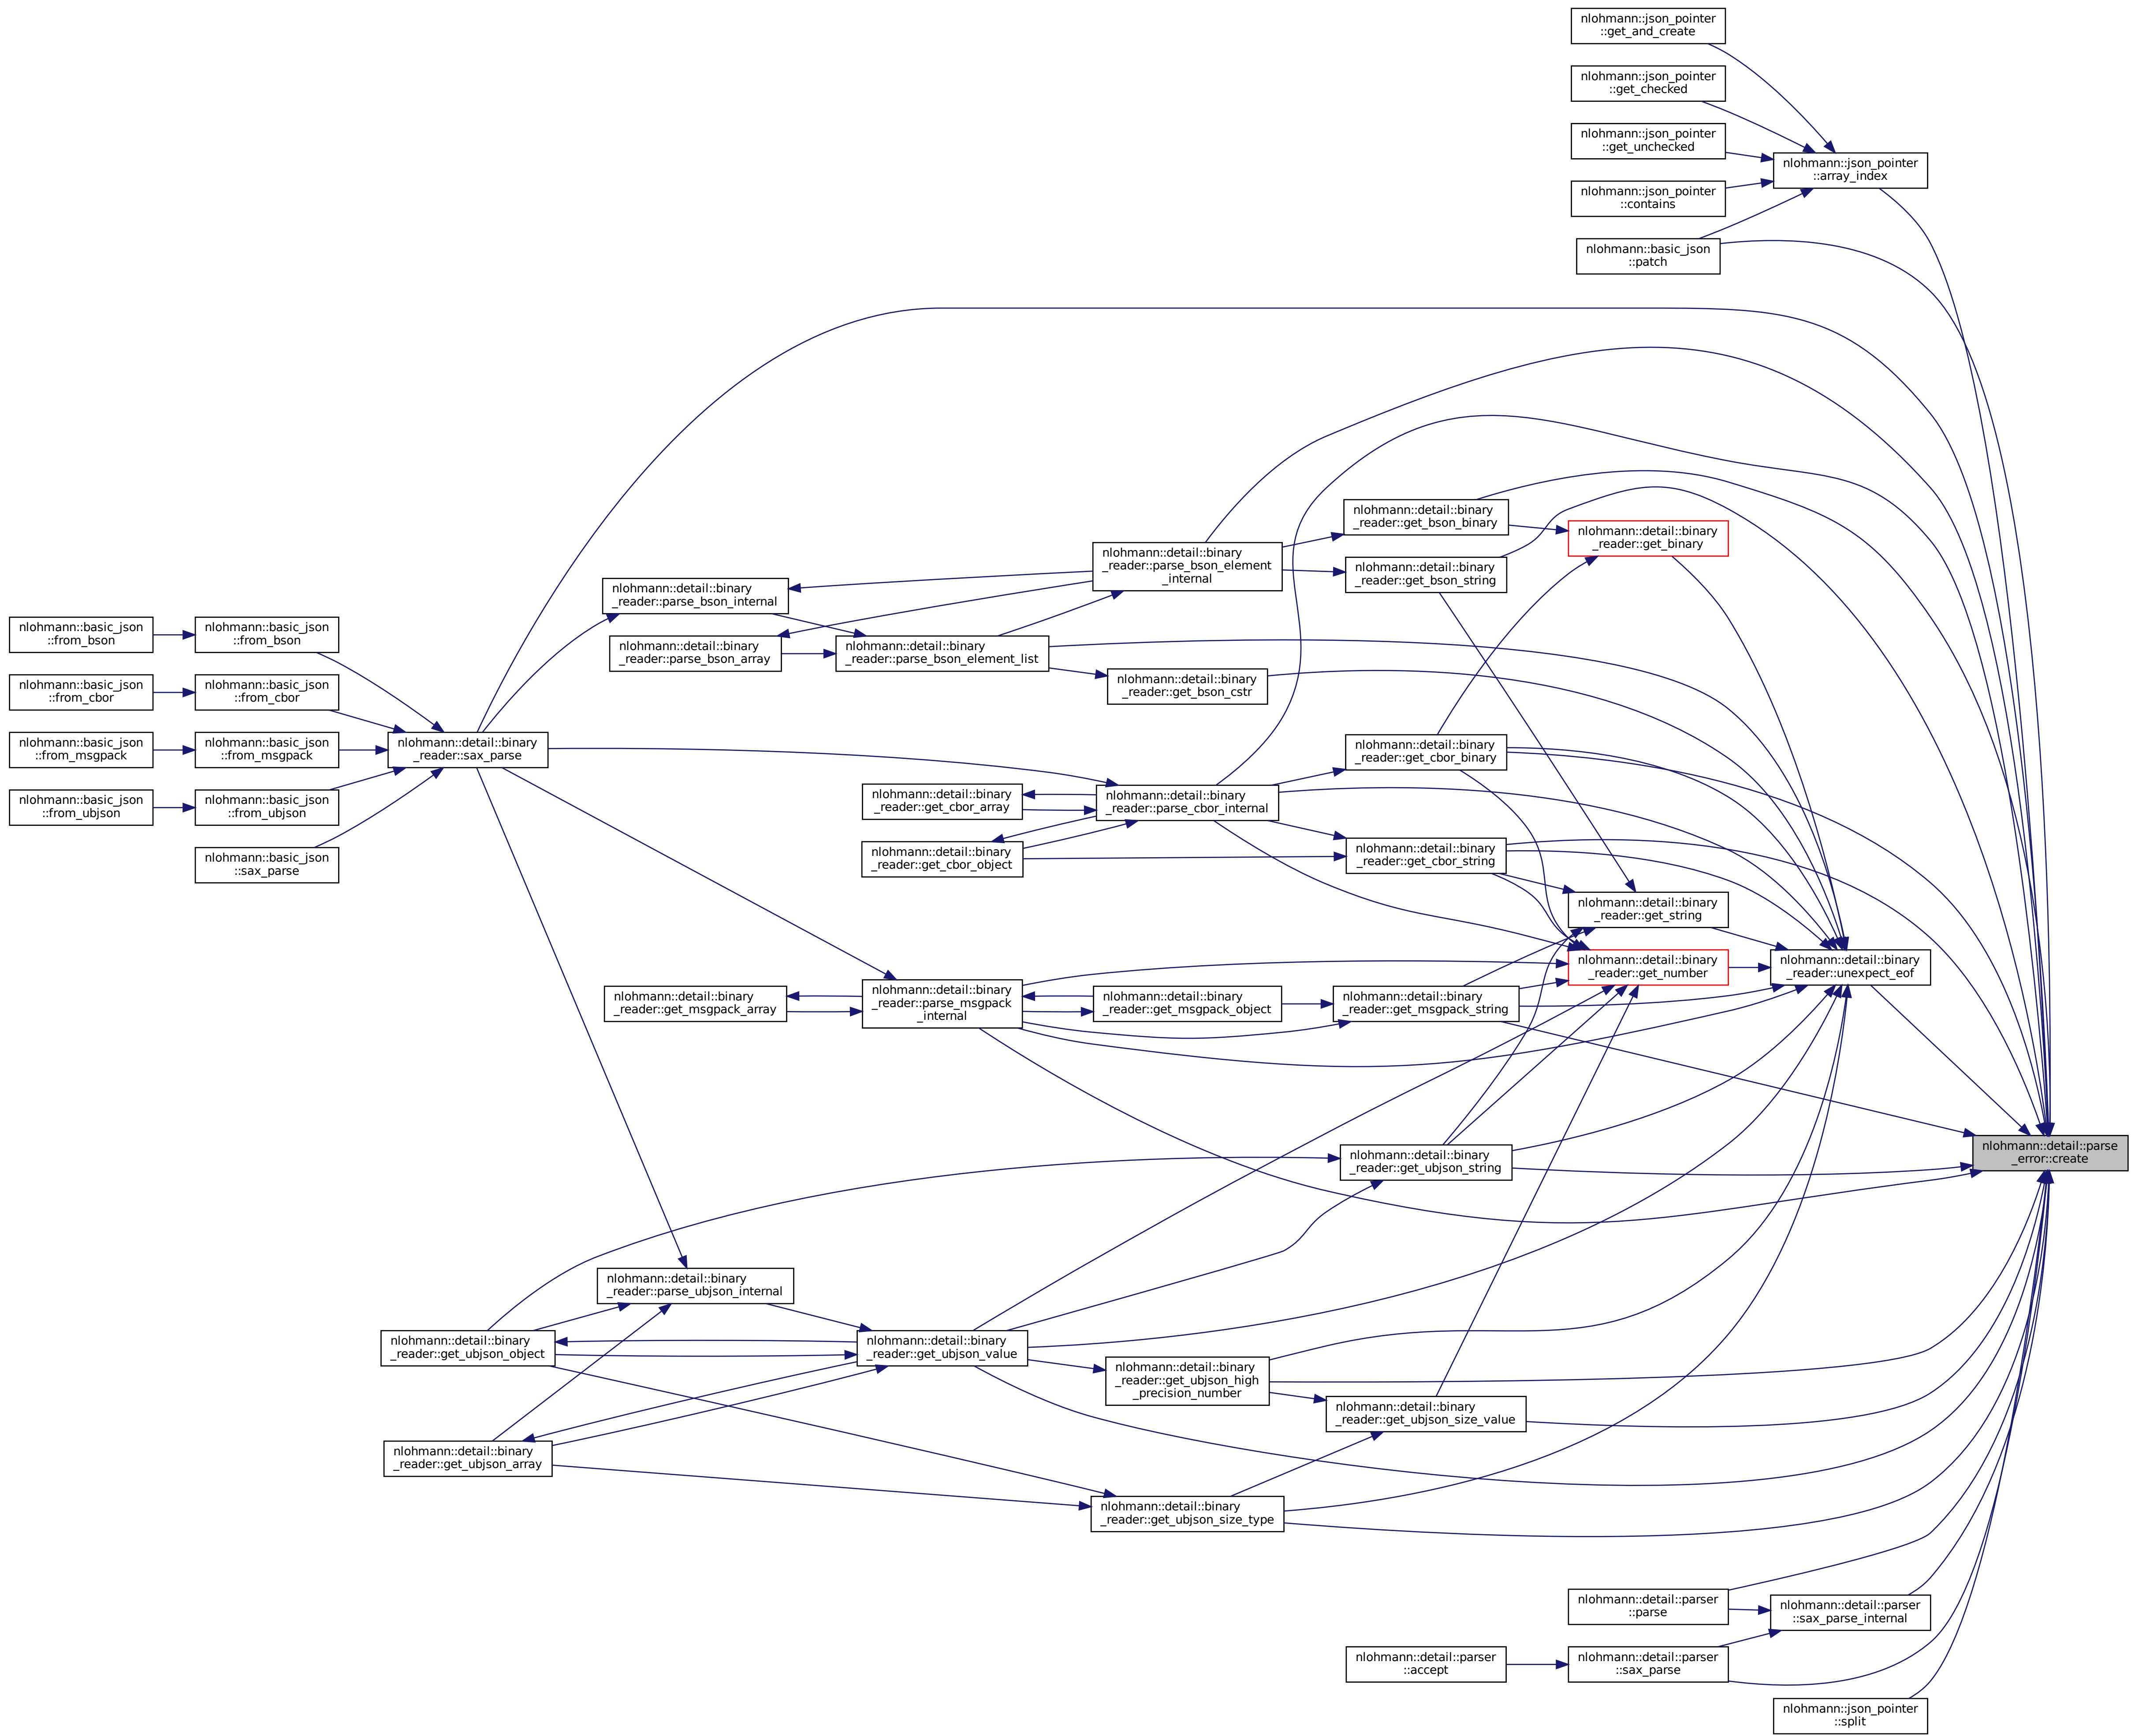 nlohmann::json_pointer
::get_and_create
nlohmann::json_pointer
::get_checked
nlohmann::json_pointer
::get_unchecked
nlohmann::json_pointer
::array_index
nlohmann::json_pointer
::contains
nlohmann::basic_json
::patch
nlohmann::detail::binary
_reader::get_bson_binary
nlohmann::detail::binary
_reader::get_binary
nlohmann::detail::binary
_reader::parse_bson_element
_internal
nlohmann::detail::binary
_reader::get_bson_string
nlohmann::detail::binary
_reader::parse_bson_internal
nlohmann::basic_json
::from_bson
nlohmann::basic_json
::from_bson
nlohmann::detail::binary
_reader::parse_bson_array
nlohmann::detail::binary
_reader::parse_bson_element_list
nlohmann::detail::binary
_reader::get_bson_cstr
nlohmann::basic_json
::from_cbor
nlohmann::basic_json
::from_cbor
nlohmann::basic_json
::from_msgpack
nlohmann::basic_json
::from_msgpack
nlohmann::detail::binary
_reader::sax_parse
nlohmann::detail::binary
_reader::get_cbor_binary
nlohmann::basic_json
::from_ubjson
nlohmann::basic_json
::from_ubjson
nlohmann::detail::binary
_reader::get_cbor_array
nlohmann::detail::binary
_reader::parse_cbor_internal
nlohmann::basic_json
::sax_parse
nlohmann::detail::binary
_reader::get_cbor_object
nlohmann::detail::binary
_reader::get_cbor_string
nlohmann::detail::binary
_reader::get_string
nlohmann::detail::binary
_reader::get_number
nlohmann::detail::binary
_reader::unexpect_eof
nlohmann::detail::binary
_reader::get_msgpack_array
nlohmann::detail::binary
_reader::parse_msgpack
_internal
nlohmann::detail::binary
_reader::get_msgpack_object
nlohmann::detail::binary
_reader::get_msgpack_string
nlohmann::detail::parse
_error::create
nlohmann::detail::binary
_reader::get_ubjson_string
nlohmann::detail::binary
_reader::parse_ubjson_internal
nlohmann::detail::binary
_reader::get_ubjson_object
nlohmann::detail::binary
_reader::get_ubjson_value
nlohmann::detail::binary
_reader::get_ubjson_high
_precision_number
nlohmann::detail::binary
_reader::get_ubjson_size_value
nlohmann::detail::binary
_reader::get_ubjson_array
nlohmann::detail::binary
_reader::get_ubjson_size_type
nlohmann::detail::parser
::parse
nlohmann::detail::parser
::sax_parse_internal
nlohmann::detail::parser
::accept
nlohmann::detail::parser
::sax_parse
nlohmann::json_pointer
::split